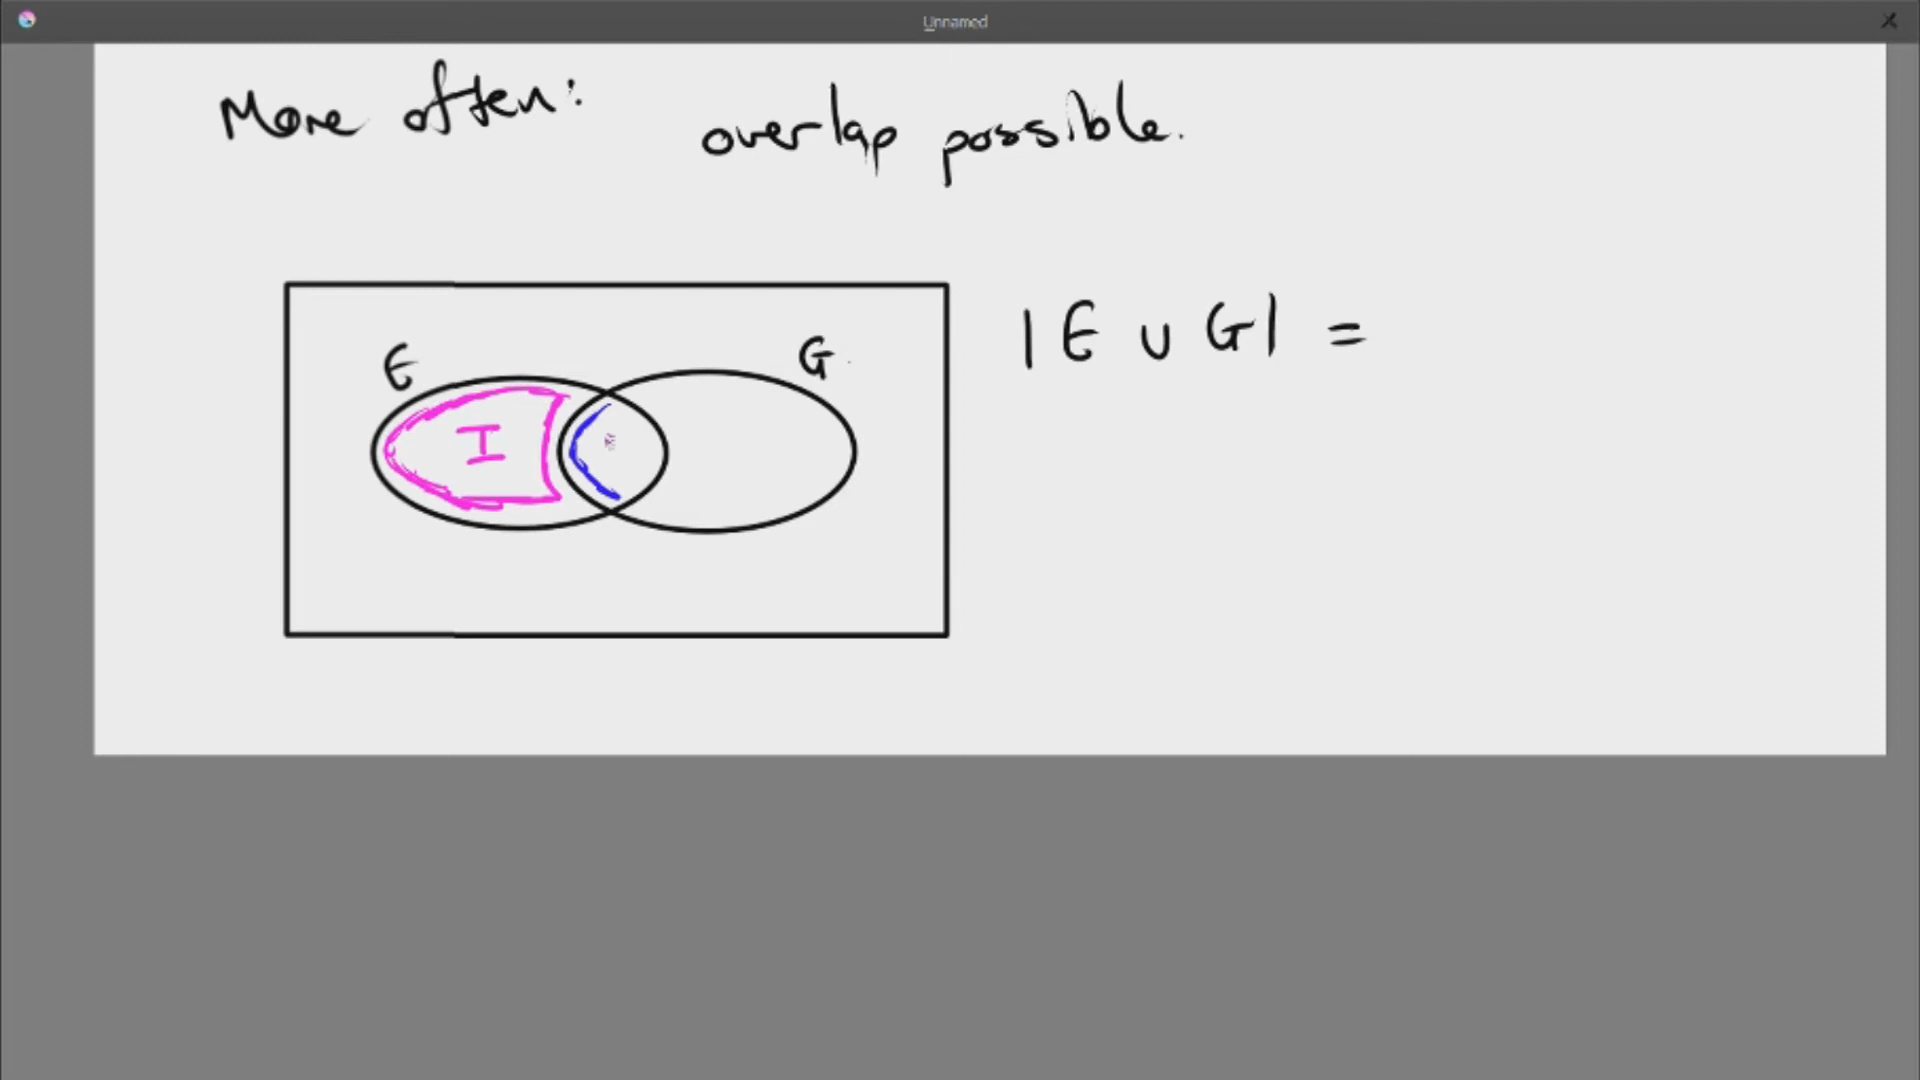 Unnamed
More often: overlap possible.
|E ∪ G| =
E G
I